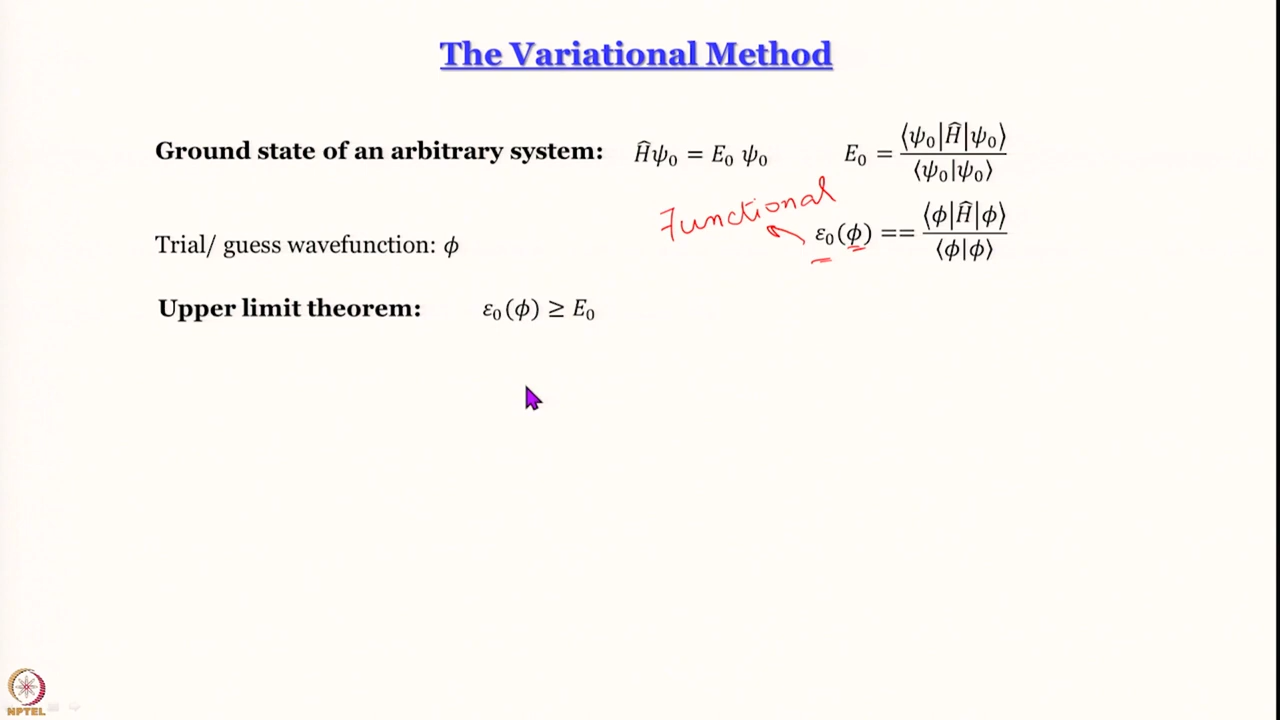 The Variational Method
Ground state of an arbitrary system: Ĥψ₀ = E₀ ψ₀ E₀ = ⟨ψ₀|Ĥ|ψ₀⟩ / ⟨ψ₀|ψ₀⟩
Functional
Trial/ guess wavefunction: ϕ ε₀(ϕ) == ⟨ϕ|Ĥ|ϕ⟩ / ⟨ϕ|ϕ⟩
Upper limit theorem: ε₀(ϕ) ≥ E₀
NPTEL